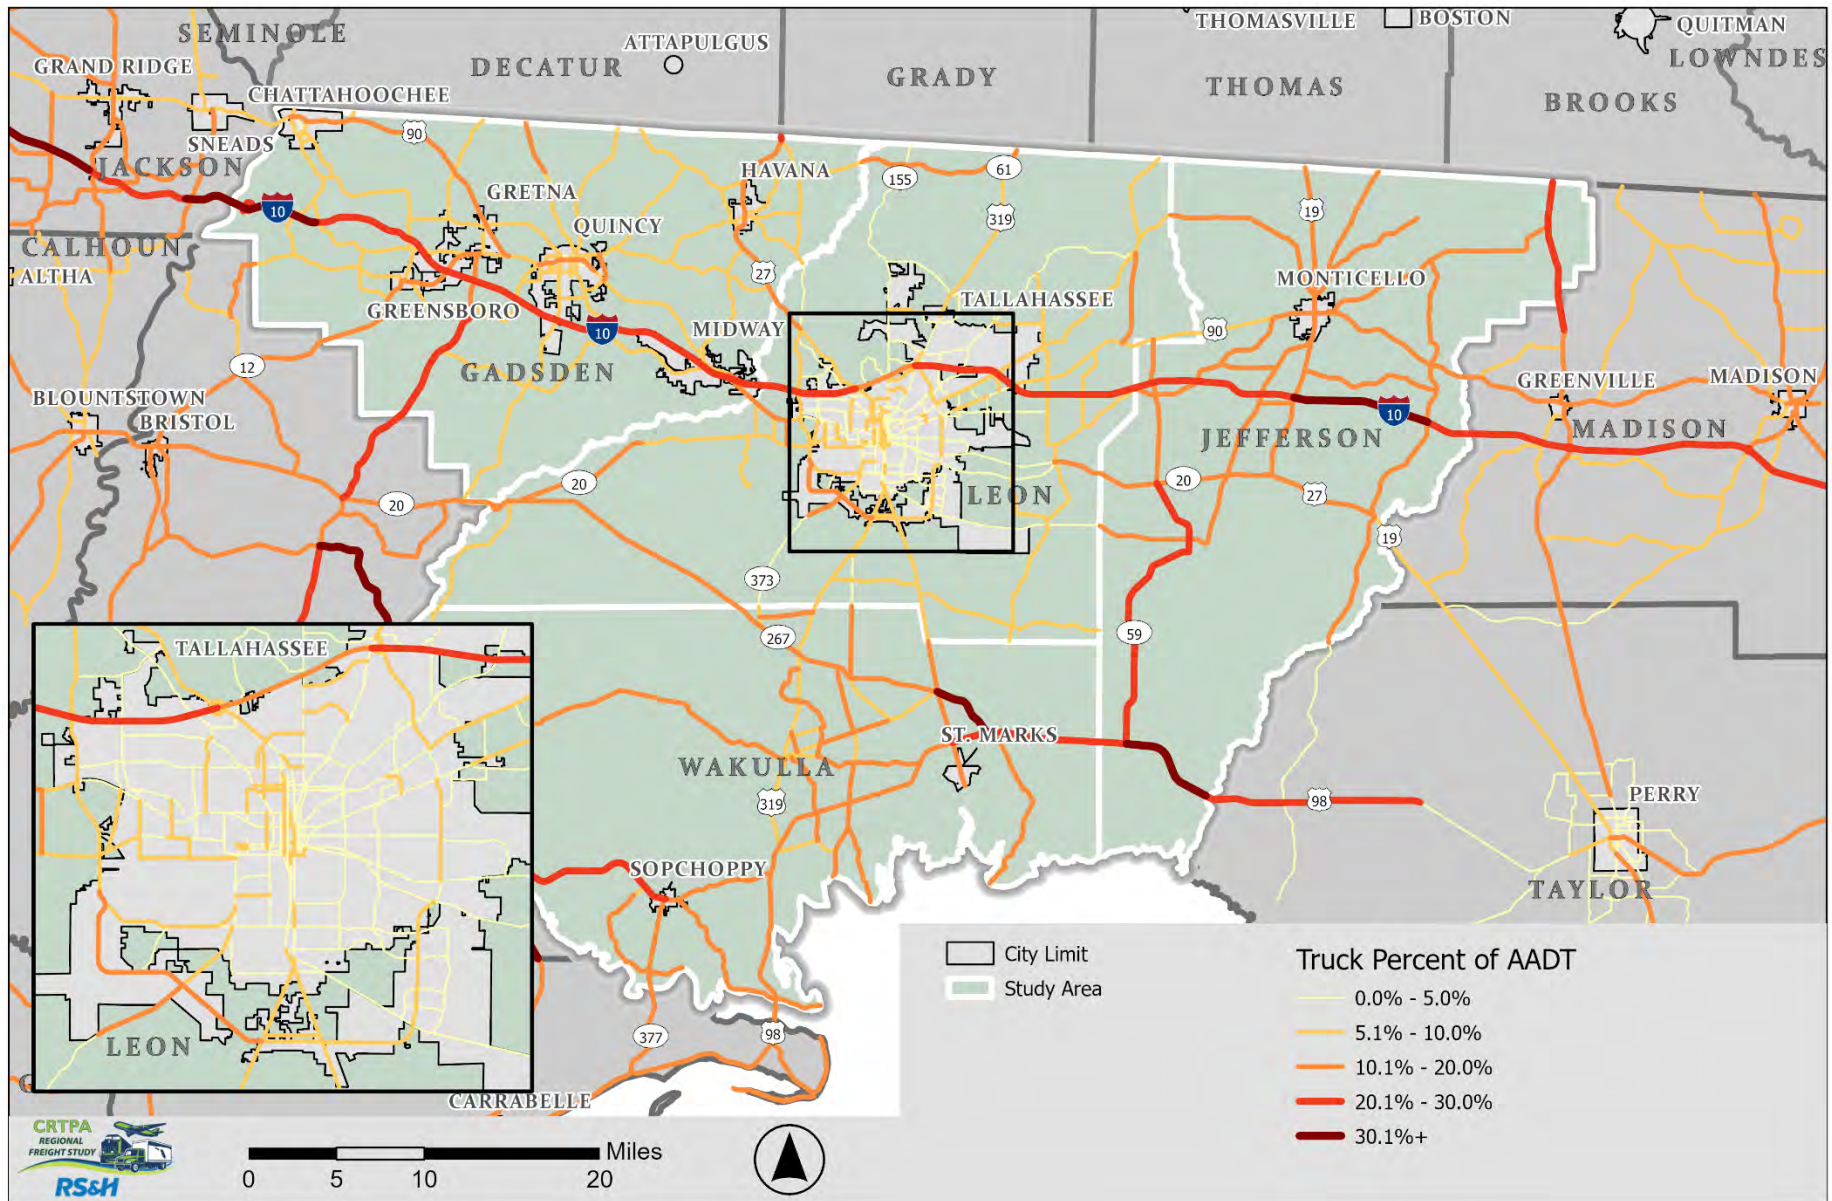 THOMASVILLE
BOSTON
QUITMAN
SEMINOLE
ATTAPULGUS
LOWNDES
GRAND RIDGE
DECATUR
GRADY
THOMAS
BROOKS
CHATTAHOOCHEE
90
SNEADS
JACKSON
HAVANA
155
61
GRETNA
10
319
19
QUINCY
CALHOUN
ALTHA
27
MONTICELLO
GREENSBORO
TALLAHASSEE
10
MIDWAY
90
12
GADSDEN
GREENVILLE
MADISON
BLOUNTSTOWN
BRISTOL
10
JEFFERSON
MADISON
20
20
LEON
20
27
19
373
267
59
TALLAHASSEE
ST. MARKS
WAKULLA
319
98
PERRY
SOPCHOPPY
TAYLOR
LEON
377
98
CARRABELLE
City Limit
Study Area
Truck Percent of AADT
0.0% - 5.0%
5.1% - 10.0%
10.1% - 20.0%
20.1% - 30.0%
30.1%+
CRTPA
REGIONAL
FREIGHT STUDY
RS&H
Miles
0 5 10 20